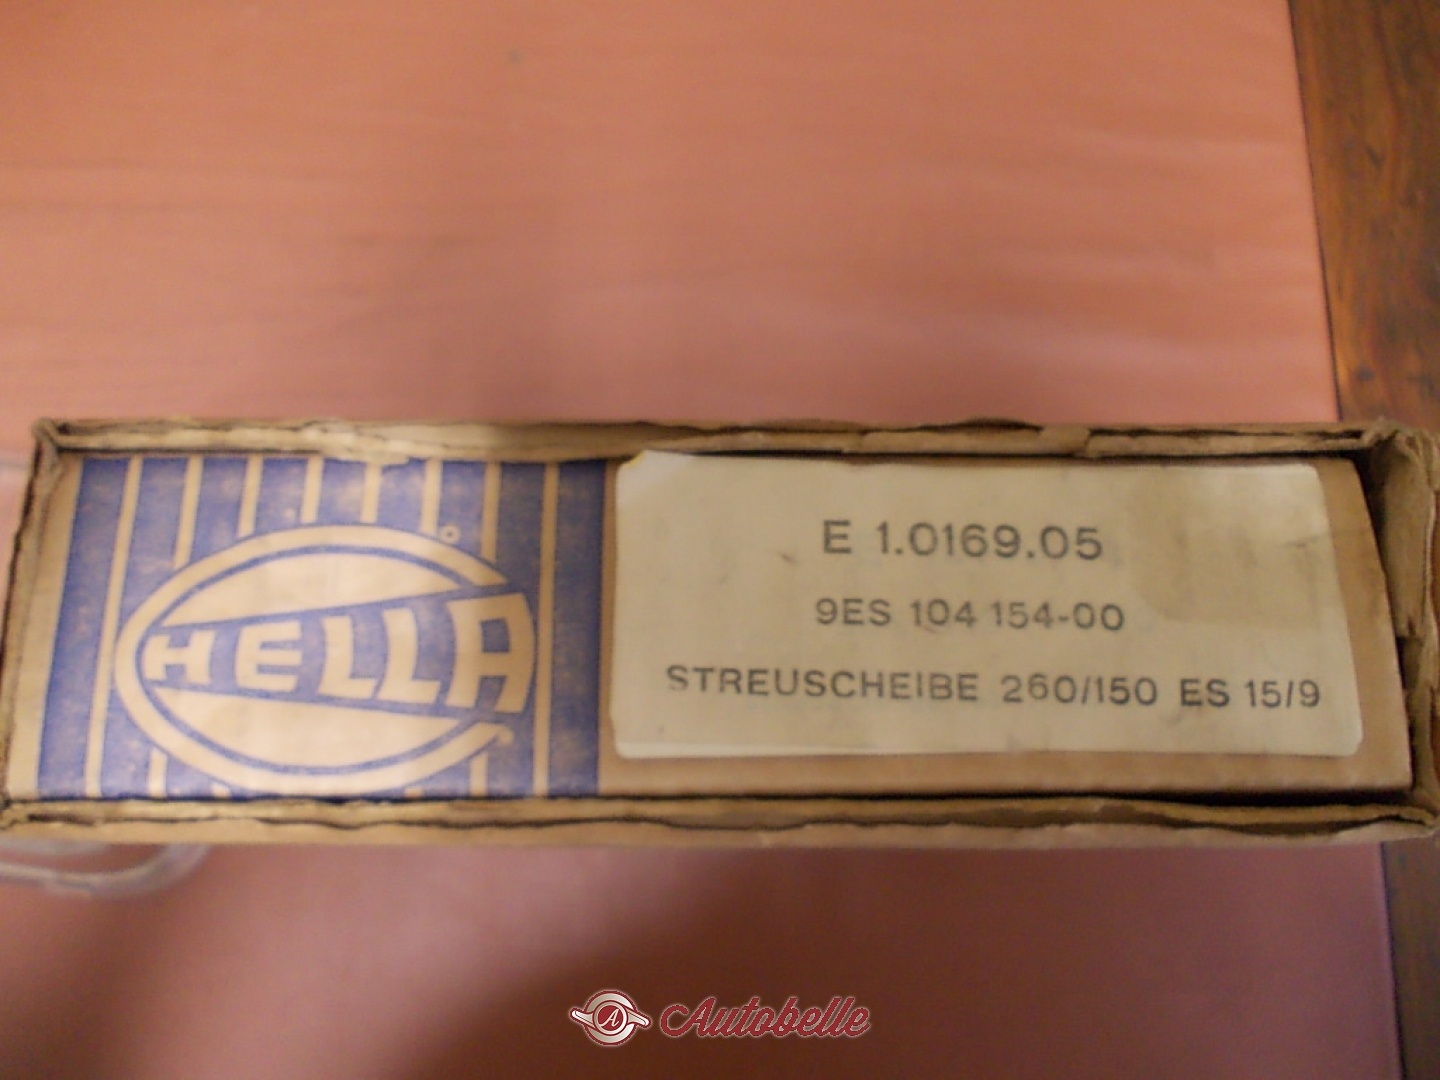 HELLA
E 1.0169.05
9ES 104 154-00
STREUSCHEIBE 260/150 ES 15/9
A Autobelle